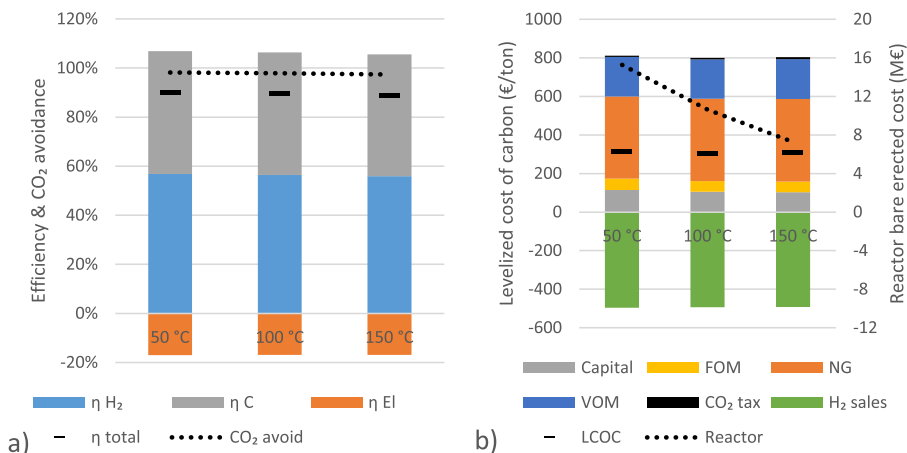 120%
100%
80%
60%
40%
20%
0%
-20%
Efficiency & CO₂ avoidance
50 °C 100 °C 150 °C
η H₂ η C η El
η total CO₂ avoid
a)
1000
800
600
400
200
0
-200
-400
-600
Levelized cost of carbon (€/ton)
50 °C 100 °C 150 °C
20
16
12
8
4
0
-4
-8
-12
Reactor bare erected cost (M€)
Capital FOM NG
VOM CO₂ tax H₂ sales
LCOC Reactor
b)